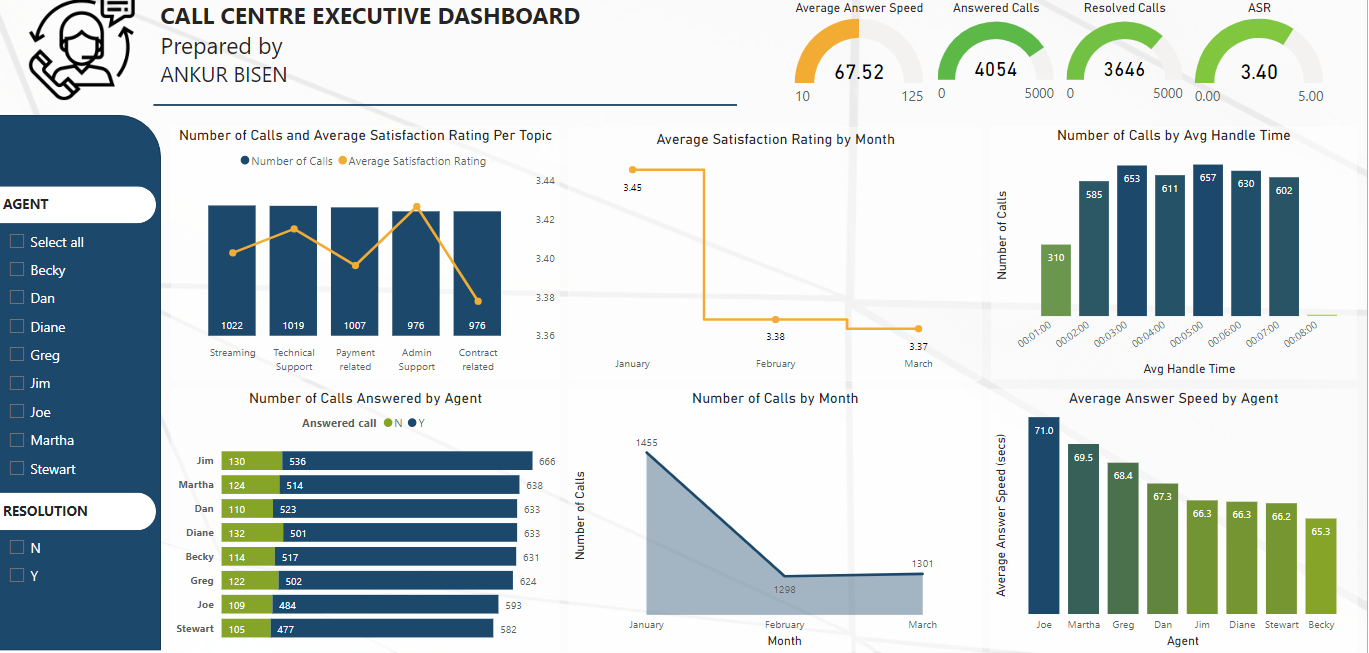 CALL CENTRE EXECUTIVE DASHBOARD
Prepared by
ANKUR BISEN
Average Answer Speed
67.52
10
125
Answered Calls
4054
0
5000
Resolved Calls
3646
0
5000
ASR
3.40
0.00
5.00
AGENT
Select all
Becky
Dan
Diane
Greg
Jim
Joe
Martha
Stewart
RESOLUTION
N
Y
Number of Calls and Average Satisfaction Rating Per Topic
Number of Calls Average Satisfaction Rating
3.44
3.42
3.40
3.38
3.36
1022 1019 1007 976 976
Streaming
Technical
Support
Payment
related
Admin
Support
Contract
related
Average Satisfaction Rating by Month
3.45
3.38
3.37
January February March
Number of Calls by Avg Handle Time
Number of Calls
310 585 653 611 657 630 602
00:01:00 00:02:00 00:03:00 00:04:00 00:05:00 00:06:00 00:07:00 00:08:00
Avg Handle Time
Number of Calls Answered by Agent
Answered call N Y
Jim 130 536 666
Martha 124 514 638
Dan 110 523 633
Diane 132 501 633
Becky 114 517 631
Greg 122 502 624
Joe 109 484 593
Stewart 105 477 582
Number of Calls by Month
Number of Calls
1455
1298
1301
January February March
Month
Average Answer Speed by Agent
Average Answer Speed (secs)
71.0 69.5 68.4 67.3 66.3 66.3 66.2 65.3
Joe Martha Greg Dan Jim Diane Stewart Becky
Agent